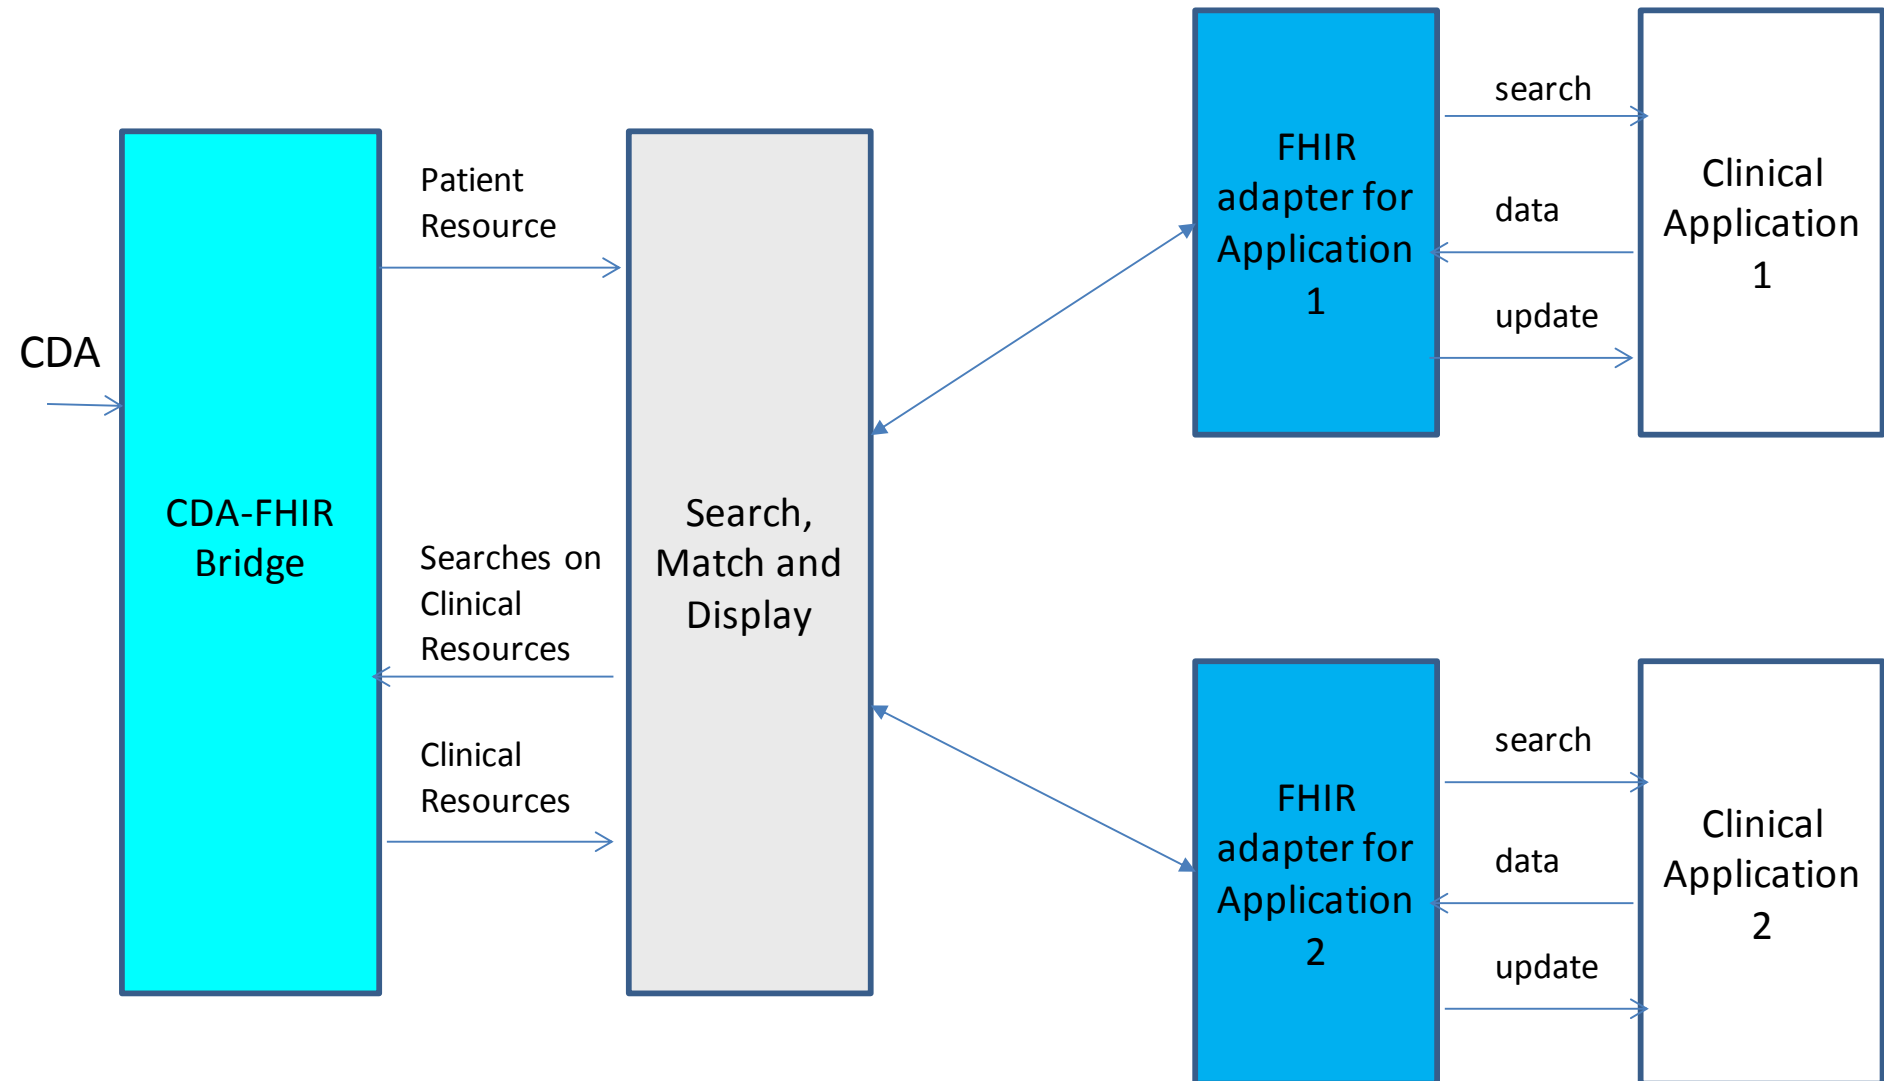 CDA
CDA-FHIR
Bridge
Patient
Resource
Searches on
Clinical
Resources
Clinical
Resources
Search,
Match and
Display
FHIR
adapter for
Application
1
search
data
update
Clinical
Application
1
FHIR
adapter for
Application
2
search
data
update
Clinical
Application
2